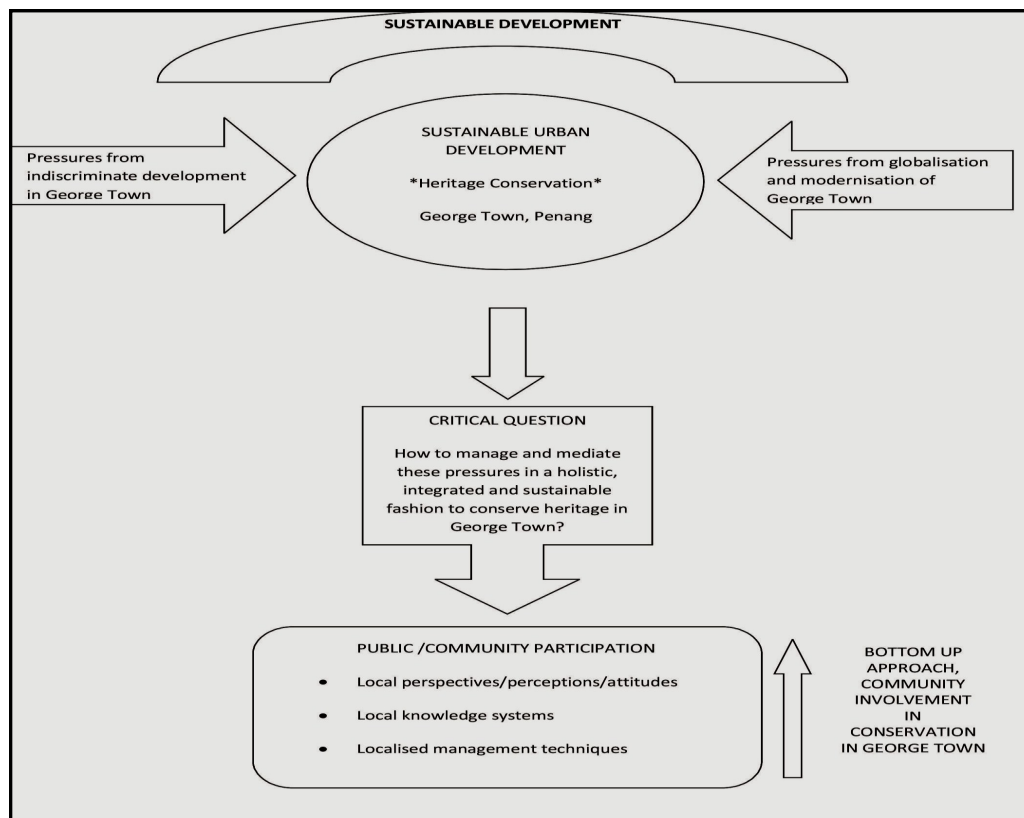 SUSTAINABLE DEVELOPMENT
Pressures from
indiscriminate development
in George Town
SUSTAINABLE URBAN
DEVELOPMENT
*Heritage Conservation*
George Town, Penang
Pressures from globalisation
and modernisation of
George Town
CRITICAL QUESTION
How to manage and mediate
these pressures in a holistic,
integrated and sustainable
fashion to conserve heritage in
George Town?
PUBLIC /COMMUNITY PARTICIPATION
• Local perspectives/perceptions/attitudes
• Local knowledge systems
• Localised management techniques
BOTTOM UP
APPROACH,
COMMUNITY
INVOLVEMENT
IN
CONSERVATION
IN GEORGE TOWN